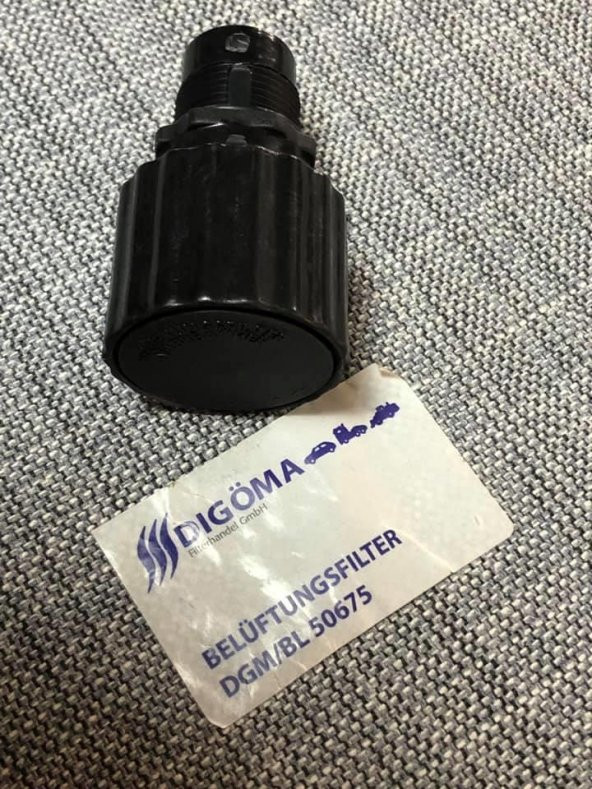 DIGÖMA
Filterhandel GmbH
BELÜFTUNGSFILTER
DGM/BL 50675